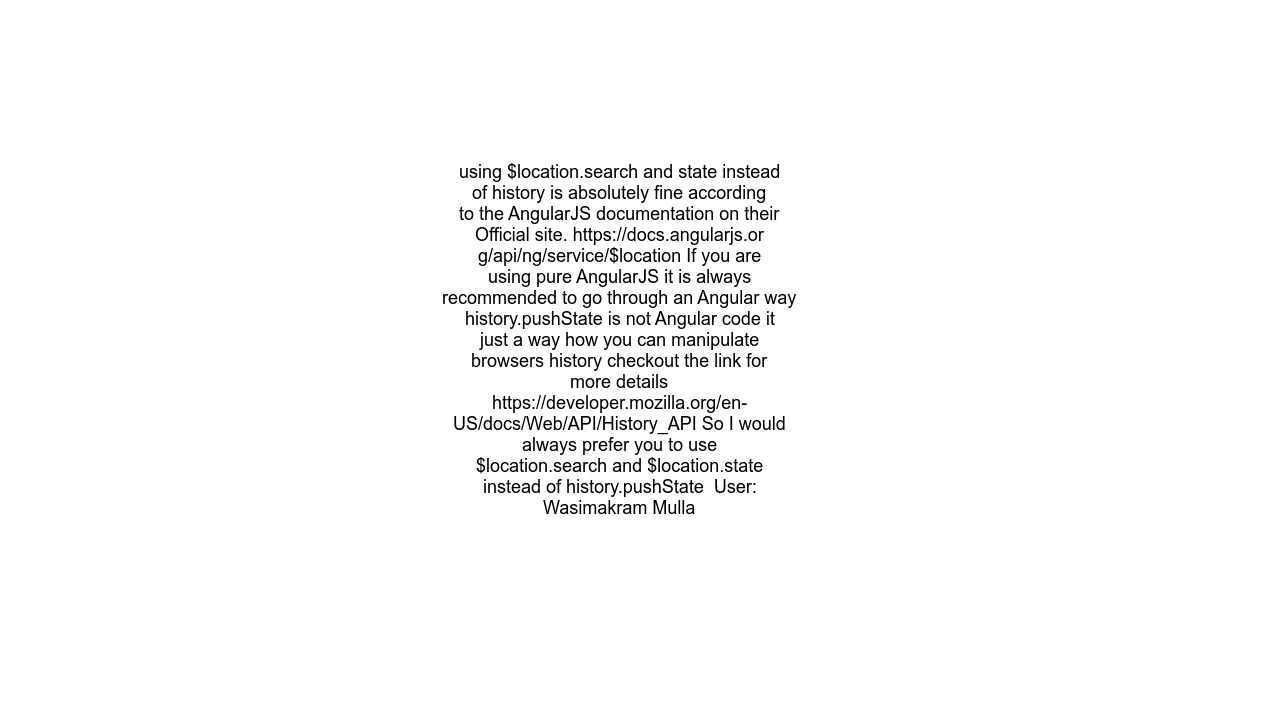 using $location.search and state instead
of history is absolutely fine according
to the AngularJS documentation on their
Official site. https://docs.angularjs.or
g/api/ng/service/$location If you are
using pure AngularJS it is always
recommended to go through an Angular way
history.pushState is not Angular code it
just a way how you can manipulate
browsers history checkout the link for
more details
https://developer.mozilla.org/en-
US/docs/Web/API/History_API So I would
always prefer you to use
$location.search and $location.state
instead of history.pushState  User:
Wasimakram Mulla